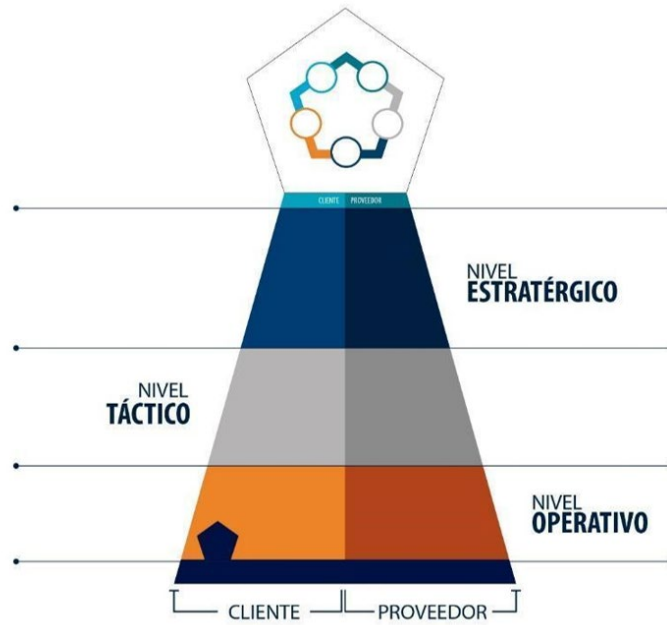 CLIENTE PROVEEDOR
NIVEL
ESTRATÉRGICO
NIVEL
TÁCTICO
NIVEL
OPERATIVO
CLIENTE PROVEEDOR